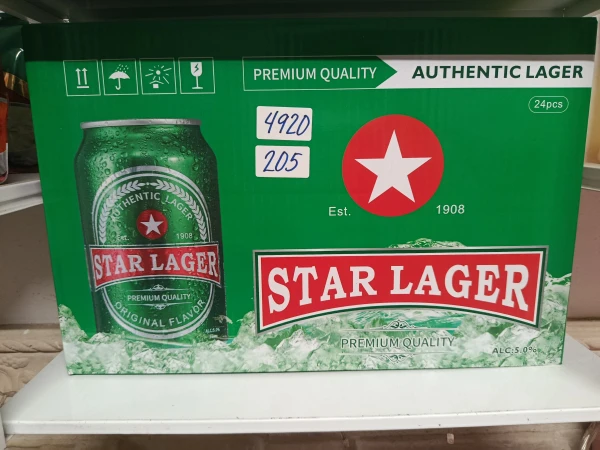 PREMIUM QUALITY
AUTHENTIC LAGER
24pcs
4920
205
Est. 1908
STAR LAGER
PREMIUM QUALITY
ALC:5.0%
AUTHENTIC LAGER
Est. 1908
STAR LAGER
PREMIUM QUALITY
ORIGINAL FLAVOR